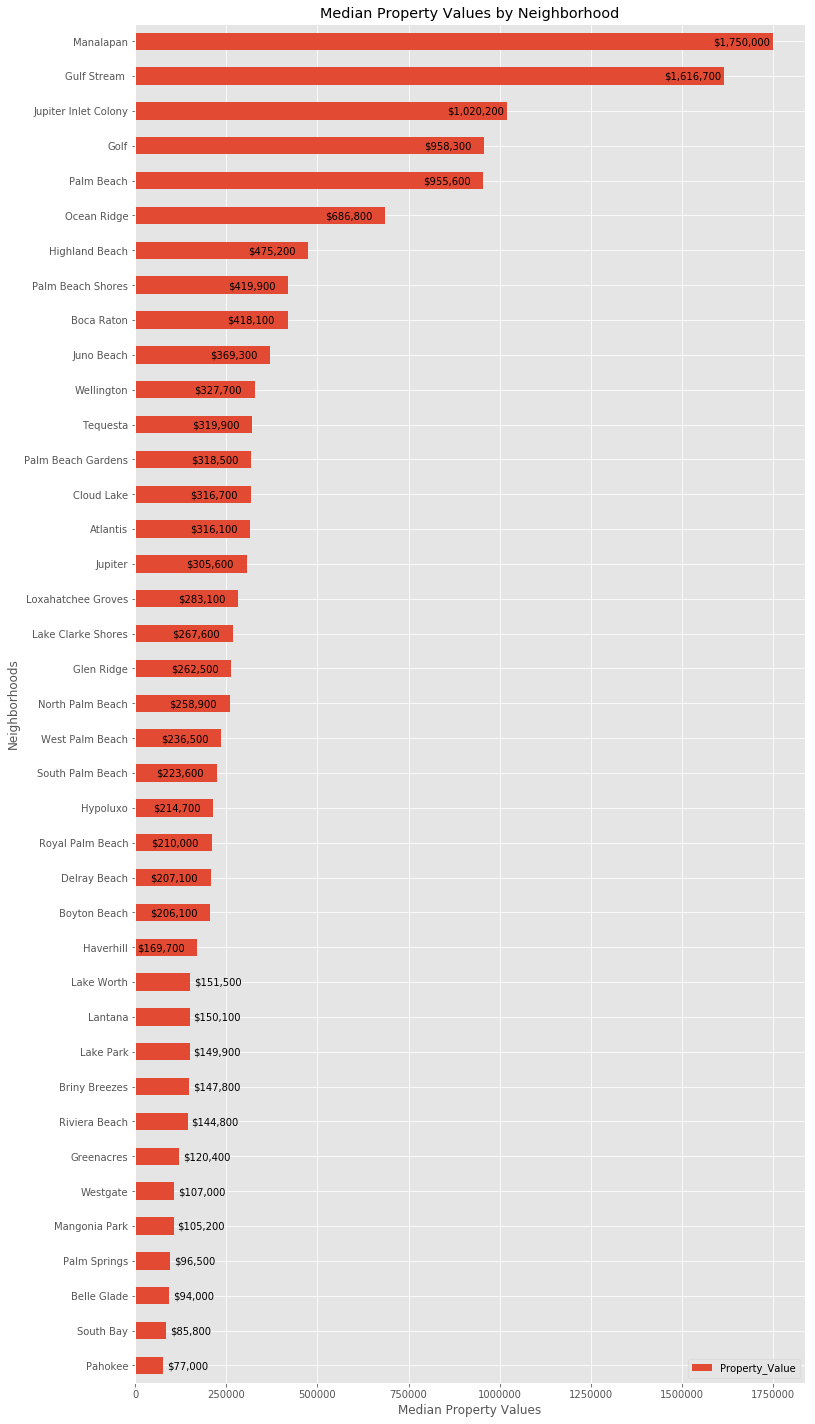 Median Property Values by Neighborhood
Manalapan $1,750,000
Gulf Stream $1,616,700
Jupiter Inlet Colony $1,020,200
Golf $958,300
Palm Beach $955,600
Ocean Ridge $686,800
Highland Beach $475,200
Palm Beach Shores $419,900
Boca Raton $418,100
Juno Beach $369,300
Wellington $327,700
Tequesta $319,900
Palm Beach Gardens $318,500
Cloud Lake $316,700
Atlantis $316,100
Jupiter $305,600
Loxahatchee Groves $283,100
Lake Clarke Shores $267,600
Glen Ridge $262,500
North Palm Beach $258,900
West Palm Beach $236,500
South Palm Beach $223,600
Hypoluxo $214,700
Royal Palm Beach $210,000
Delray Beach $207,100
Boyton Beach $206,100
Haverhill $169,700
Lake Worth $151,500
Lantana $150,100
Lake Park $149,900
Briny Breezes $147,800
Riviera Beach $144,800
Greenacres $120,400
Westgate $107,000
Mangonia Park $105,200
Palm Springs $96,500
Belle Glade $94,000
South Bay $85,800
Pahokee $77,000
Neighborhoods
Property_Value
0 250000 500000 750000 1000000 1250000 1500000 1750000
Median Property Values